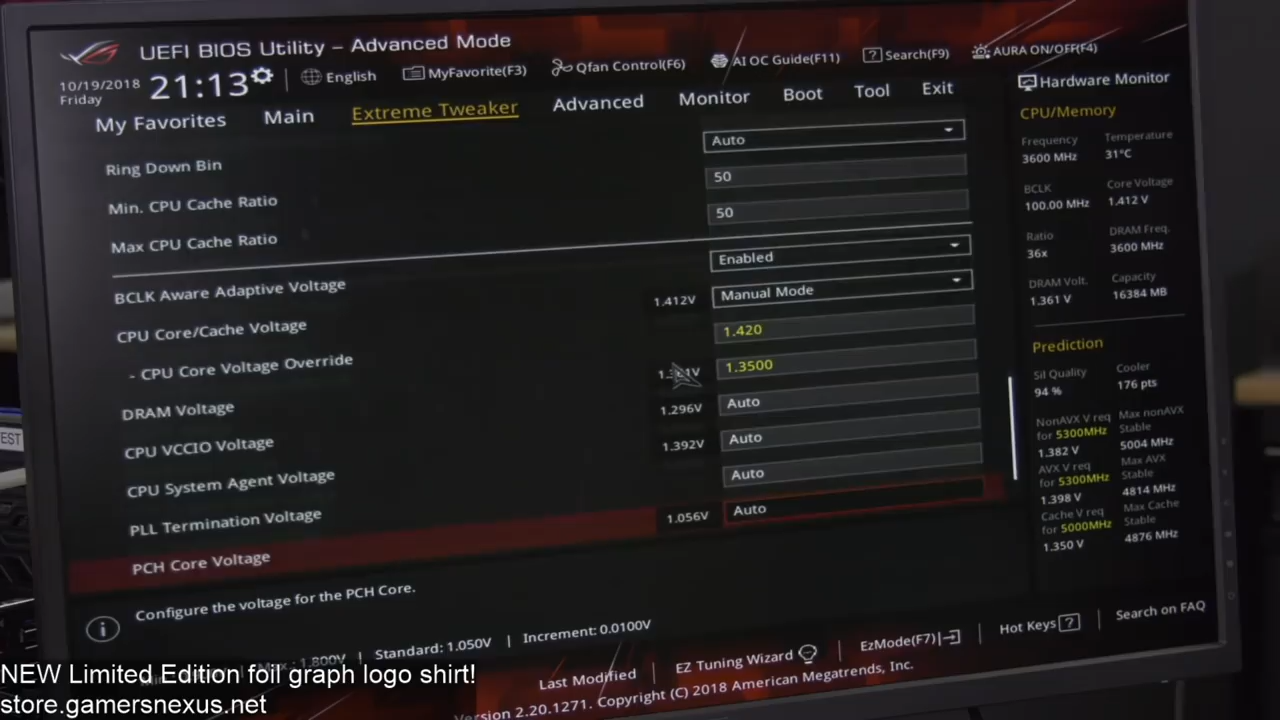 UEFI BIOS Utility – Advanced Mode
10/19/2018
Friday
21:13
English
MyFavorite(F3)
Qfan Control(F6)
AI OC Guide(F11)
? Search(F9)
AURA ON/OFF(F4)
My Favorites
Main
Extreme Tweaker
Advanced
Monitor
Boot
Tool
Exit
Ring Down Bin
Auto
Min. CPU Cache Ratio
50
Max CPU Cache Ratio
50
BCLK Aware Adaptive Voltage
Enabled
CPU Core/Cache Voltage
1.412V
Manual Mode
- CPU Core Voltage Override
1.420
DRAM Voltage
1.3500
CPU VCCIO Voltage
1.296V
Auto
CPU System Agent Voltage
1.392V
Auto
PLL Termination Voltage
Auto
PCH Core Voltage
1.056V
Auto
Configure the voltage for the PCH Core.
1.800V | Standard: 1.050V | Increment: 0.0100V
Hardware Monitor
CPU/Memory
Frequency
3600 MHz
Temperature
31°C
BCLK
100.00 MHz
Core Voltage
1.412 V
Ratio
36x
DRAM Freq.
3600 MHz
DRAM Volt.
1.361 V
Capacity
16384 MB
Prediction
Sil Quality
94 %
Cooler
176 pts
NonAVX V req
for 5300MHz
1.382 V
Max nonAVX
Stable
5004 MHz
AVX V req
for 5300MHz
1.398 V
Max AVX
Stable
4814 MHz
Cache V req
for 5000MHz
1.350 V
Max Cache
Stable
4876 MHz
Last Modified
EZ Tuning Wizard
EzMode(F7)
Hot Keys ?
Search on FAQ
Version 2.20.1271. Copyright (C) 2018 American Megatrends, Inc.
NEW Limited Edition foil graph logo shirt!
store.gamersnexus.net
TEST